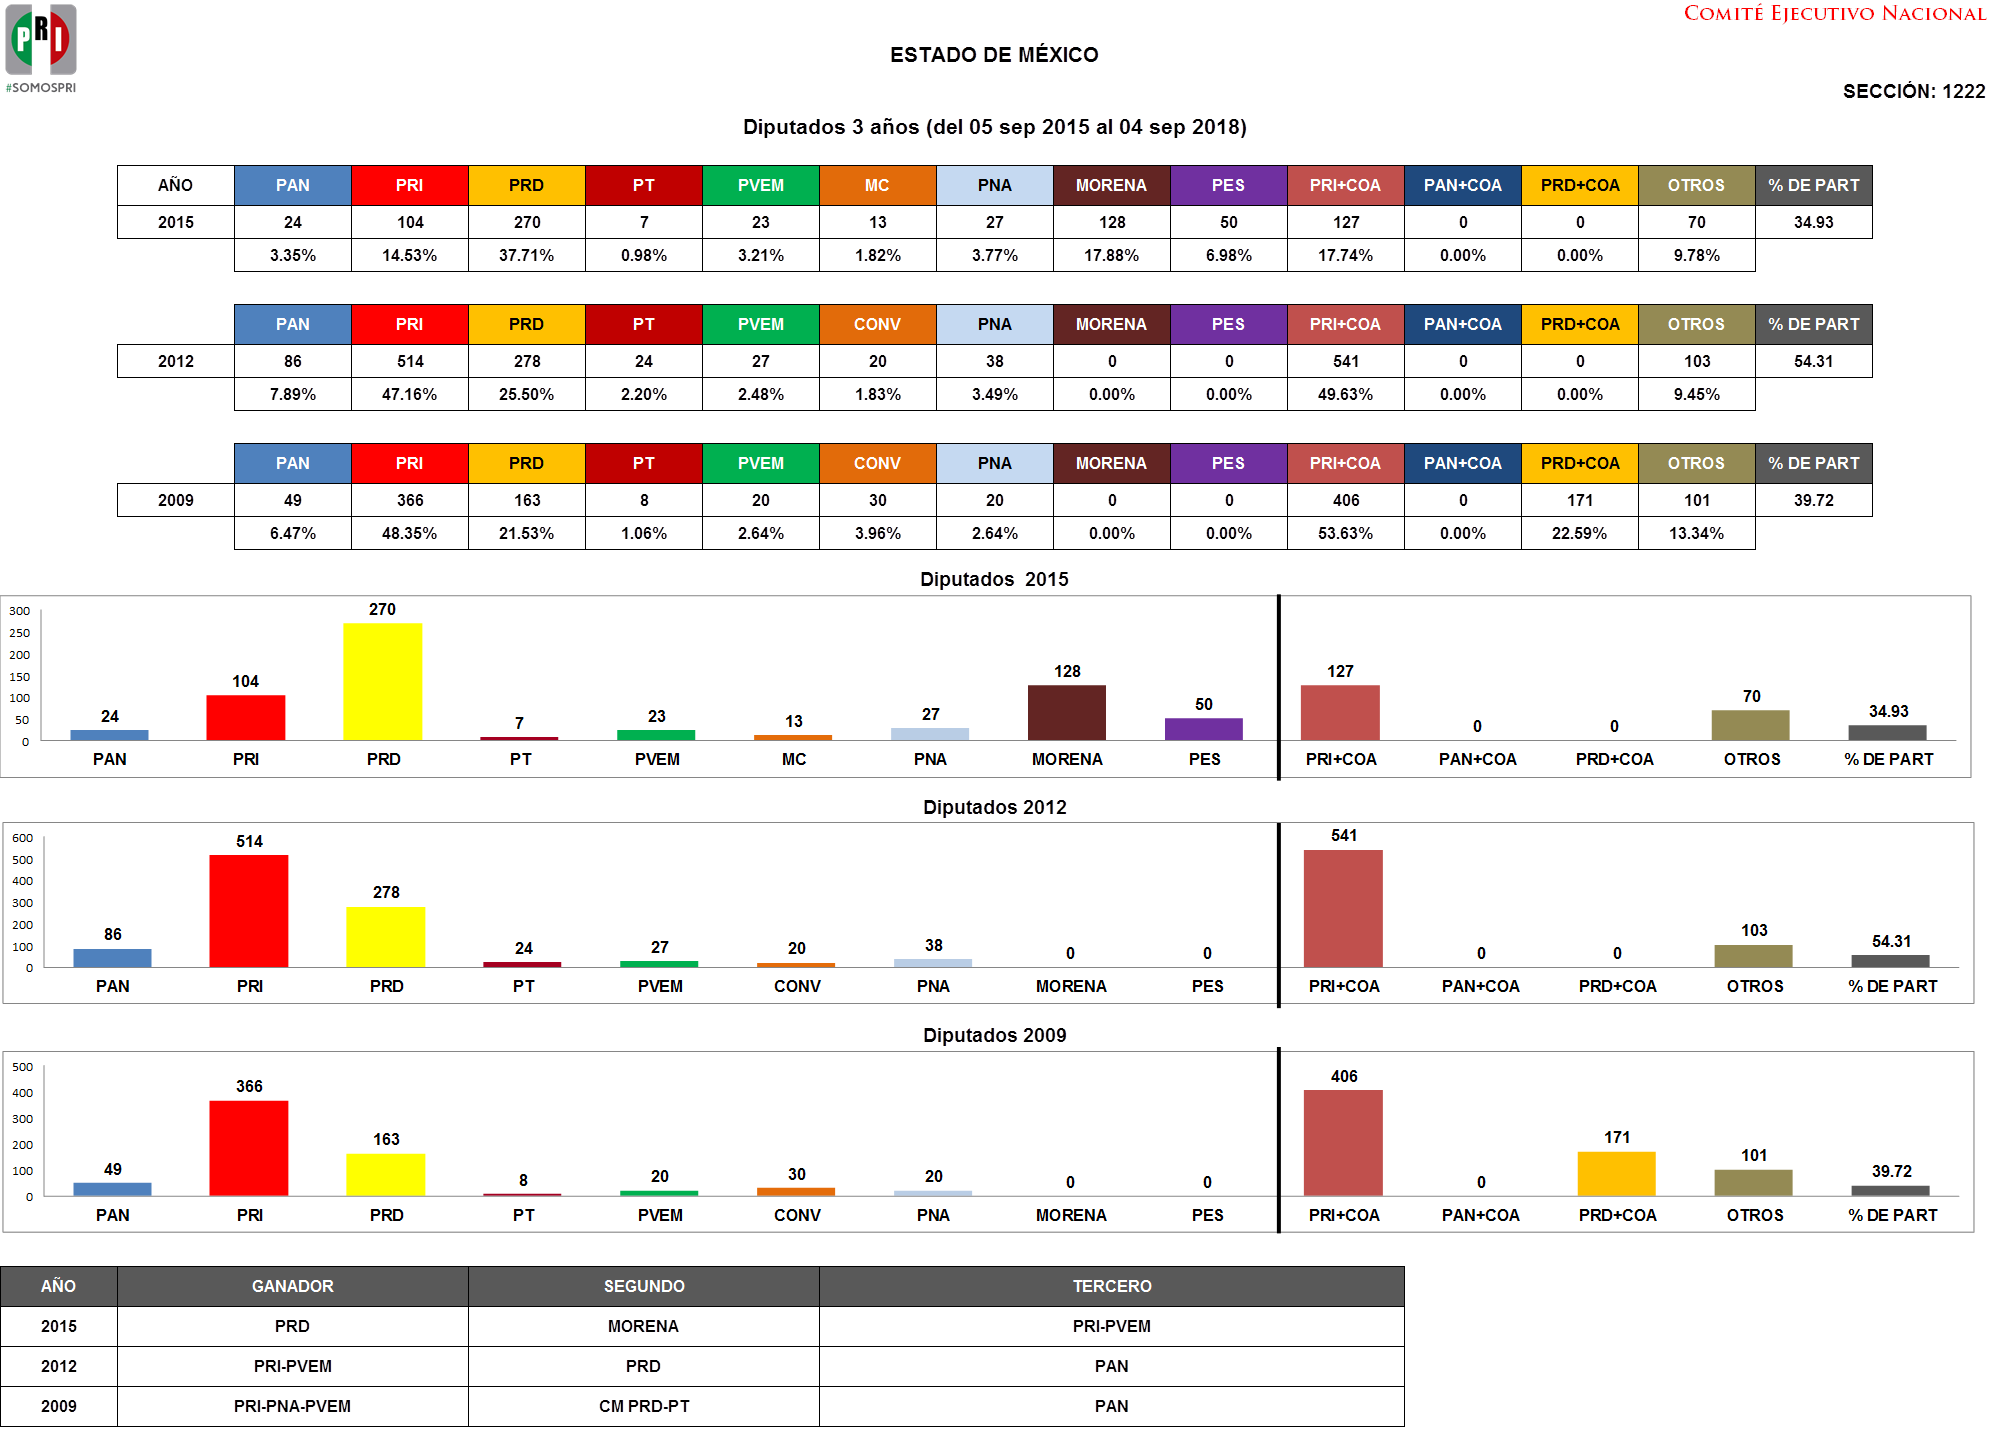 PRI
#SOMOSPRI
COMITÉ EJECUTIVO NACIONAL
ESTADO DE MÉXICO
SECCIÓN: 1222
Diputados 3 años (del 05 sep 2015 al 04 sep 2018)
AÑO PAN PRI PRD PT PVEM MC PNA MORENA PES PRI+COA PAN+COA PRD+COA OTROS % DE PART
2015 24 104 270 7 23 13 27 128 50 127 0 0 70 34.93
3.35% 14.53% 37.71% 0.98% 3.21% 1.82% 3.77% 17.88% 6.98% 17.74% 0.00% 0.00% 9.78%
PAN PRI PRD PT PVEM CONV PNA MORENA PES PRI+COA PAN+COA PRD+COA OTROS % DE PART
2012 86 514 278 24 27 20 38 0 0 541 0 0 103 54.31
7.89% 47.16% 25.50% 2.20% 2.48% 1.83% 3.49% 0.00% 0.00% 49.63% 0.00% 0.00% 9.45%
PAN PRI PRD PT PVEM CONV PNA MORENA PES PRI+COA PAN+COA PRD+COA OTROS % DE PART
2009 49 366 163 8 20 30 20 0 0 406 0 171 101 39.72
6.47% 48.35% 21.53% 1.06% 2.64% 3.96% 2.64% 0.00% 0.00% 53.63% 0.00% 22.59% 13.34%
Diputados 2015
300
250
200
150
100
50
0
24 104 270 7 23 13 27 128 50 127 0 0 70 34.93
PAN PRI PRD PT PVEM MC PNA MORENA PES PRI+COA PAN+COA PRD+COA OTROS % DE PART
Diputados 2012
600
500
400
300
200
100
0
86 514 278 24 27 20 38 0 0 541 0 0 103 54.31
PAN PRI PRD PT PVEM CONV PNA MORENA PES PRI+COA PAN+COA PRD+COA OTROS % DE PART
Diputados 2009
500
400
300
200
100
0
49 366 163 8 20 30 20 0 0 406 0 171 101 39.72
PAN PRI PRD PT PVEM CONV PNA MORENA PES PRI+COA PAN+COA PRD+COA OTROS % DE PART
AÑO GANADOR SEGUNDO TERCERO
2015 PRD MORENA PRI-PVEM
2012 PRI-PVEM PRD PAN
2009 PRI-PNA-PVEM CM PRD-PT PAN